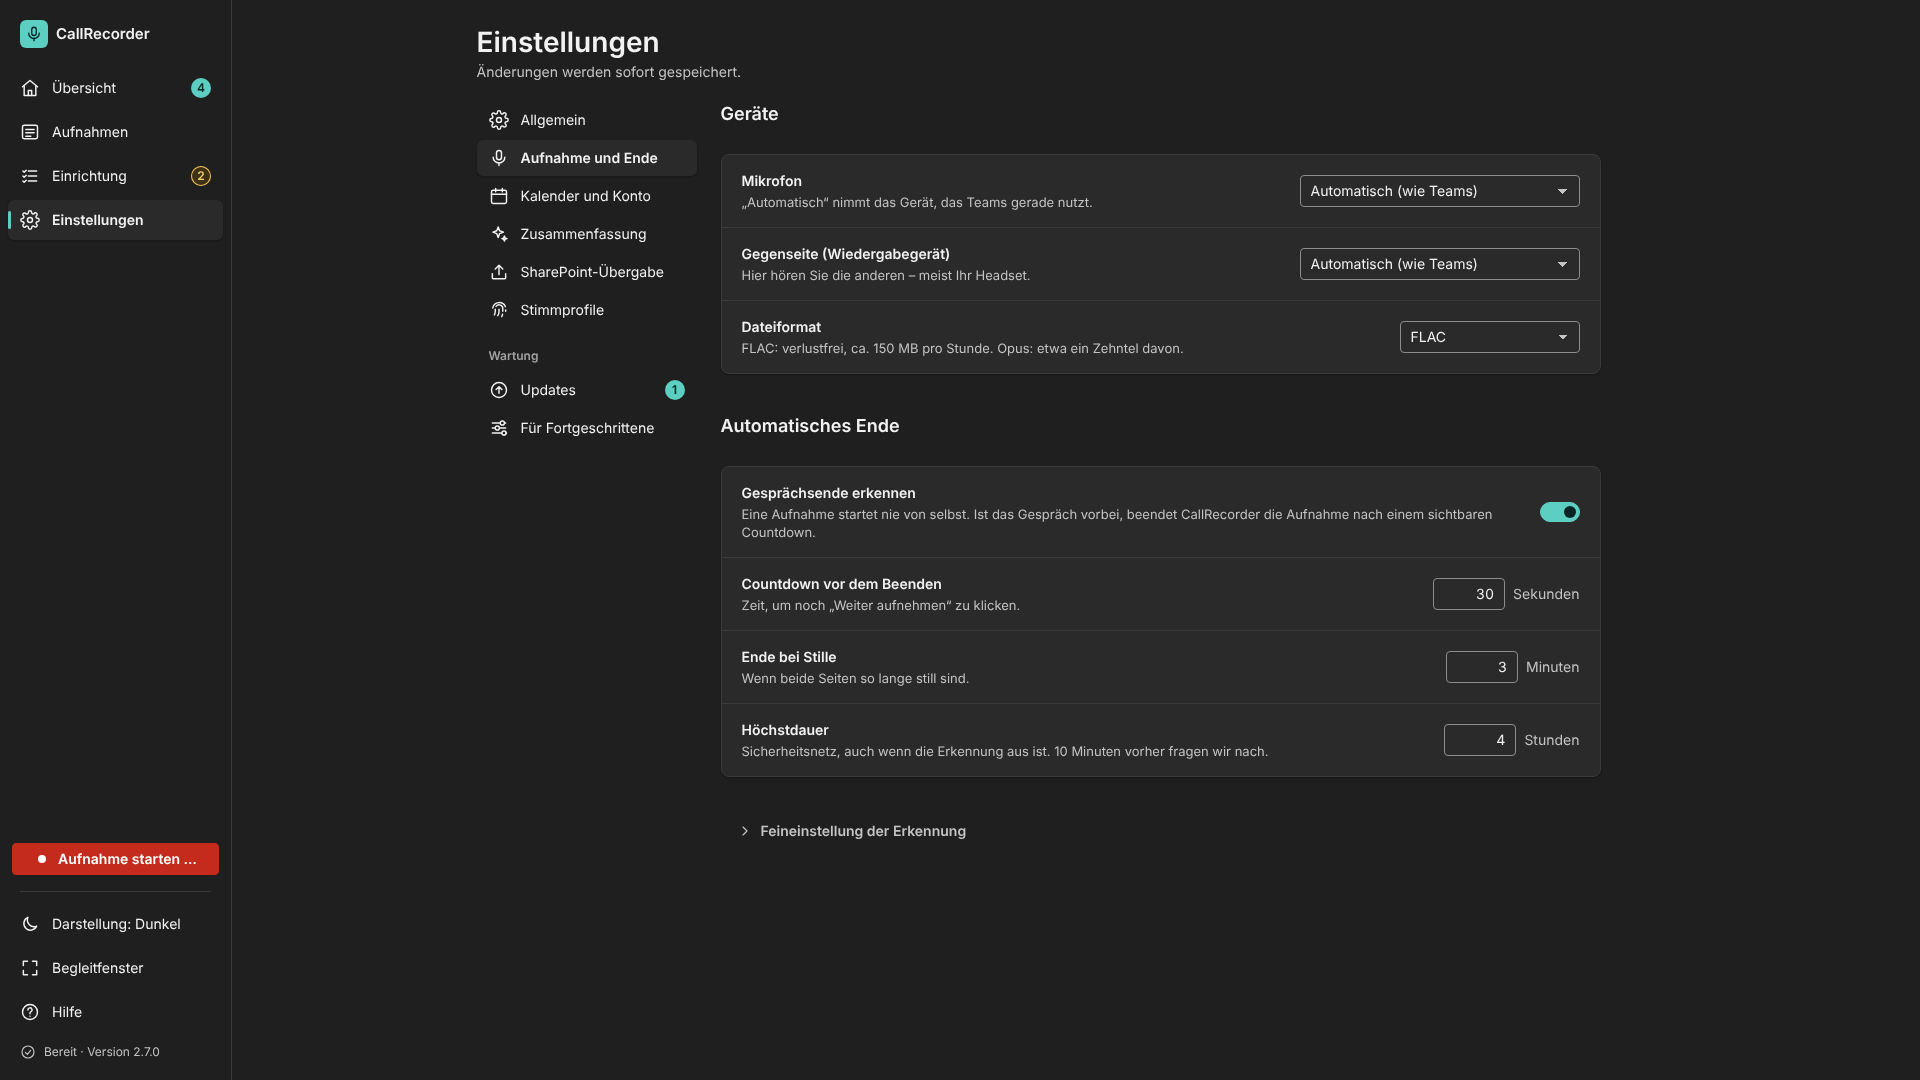 CallRecorder
Übersicht 4
Aufnahmen
Einrichtung 2
Einstellungen
Aufnahme starten ...
Darstellung: Dunkel
Begleitfenster
Hilfe
Bereit · Version 2.7.0
Einstellungen
Änderungen werden sofort gespeichert.
Allgemein
Aufnahme und Ende
Kalender und Konto
Zusammenfassung
SharePoint-Übergabe
Stimmprofile
Wartung
Updates 1
Für Fortgeschrittene
Geräte
Mikrofon
„Automatisch“ nimmt das Gerät, das Teams gerade nutzt.
Automatisch (wie Teams)
Gegenseite (Wiedergabegerät)
Hier hören Sie die anderen – meist Ihr Headset.
Automatisch (wie Teams)
Dateiformat
FLAC: verlustfrei, ca. 150 MB pro Stunde. Opus: etwa ein Zehntel davon.
FLAC
Automatisches Ende
Gesprächsende erkennen
Eine Aufnahme startet nie von selbst. Ist das Gespräch vorbei, beendet CallRecorder die Aufnahme nach einem sichtbaren
Countdown.
Countdown vor dem Beenden
Zeit, um noch „Weiter aufnehmen“ zu klicken.
30 Sekunden
Ende bei Stille
Wenn beide Seiten so lange still sind.
3 Minuten
Höchstdauer
Sicherheitsnetz, auch wenn die Erkennung aus ist. 10 Minuten vorher fragen wir nach.
4 Stunden
Feineinstellung der Erkennung